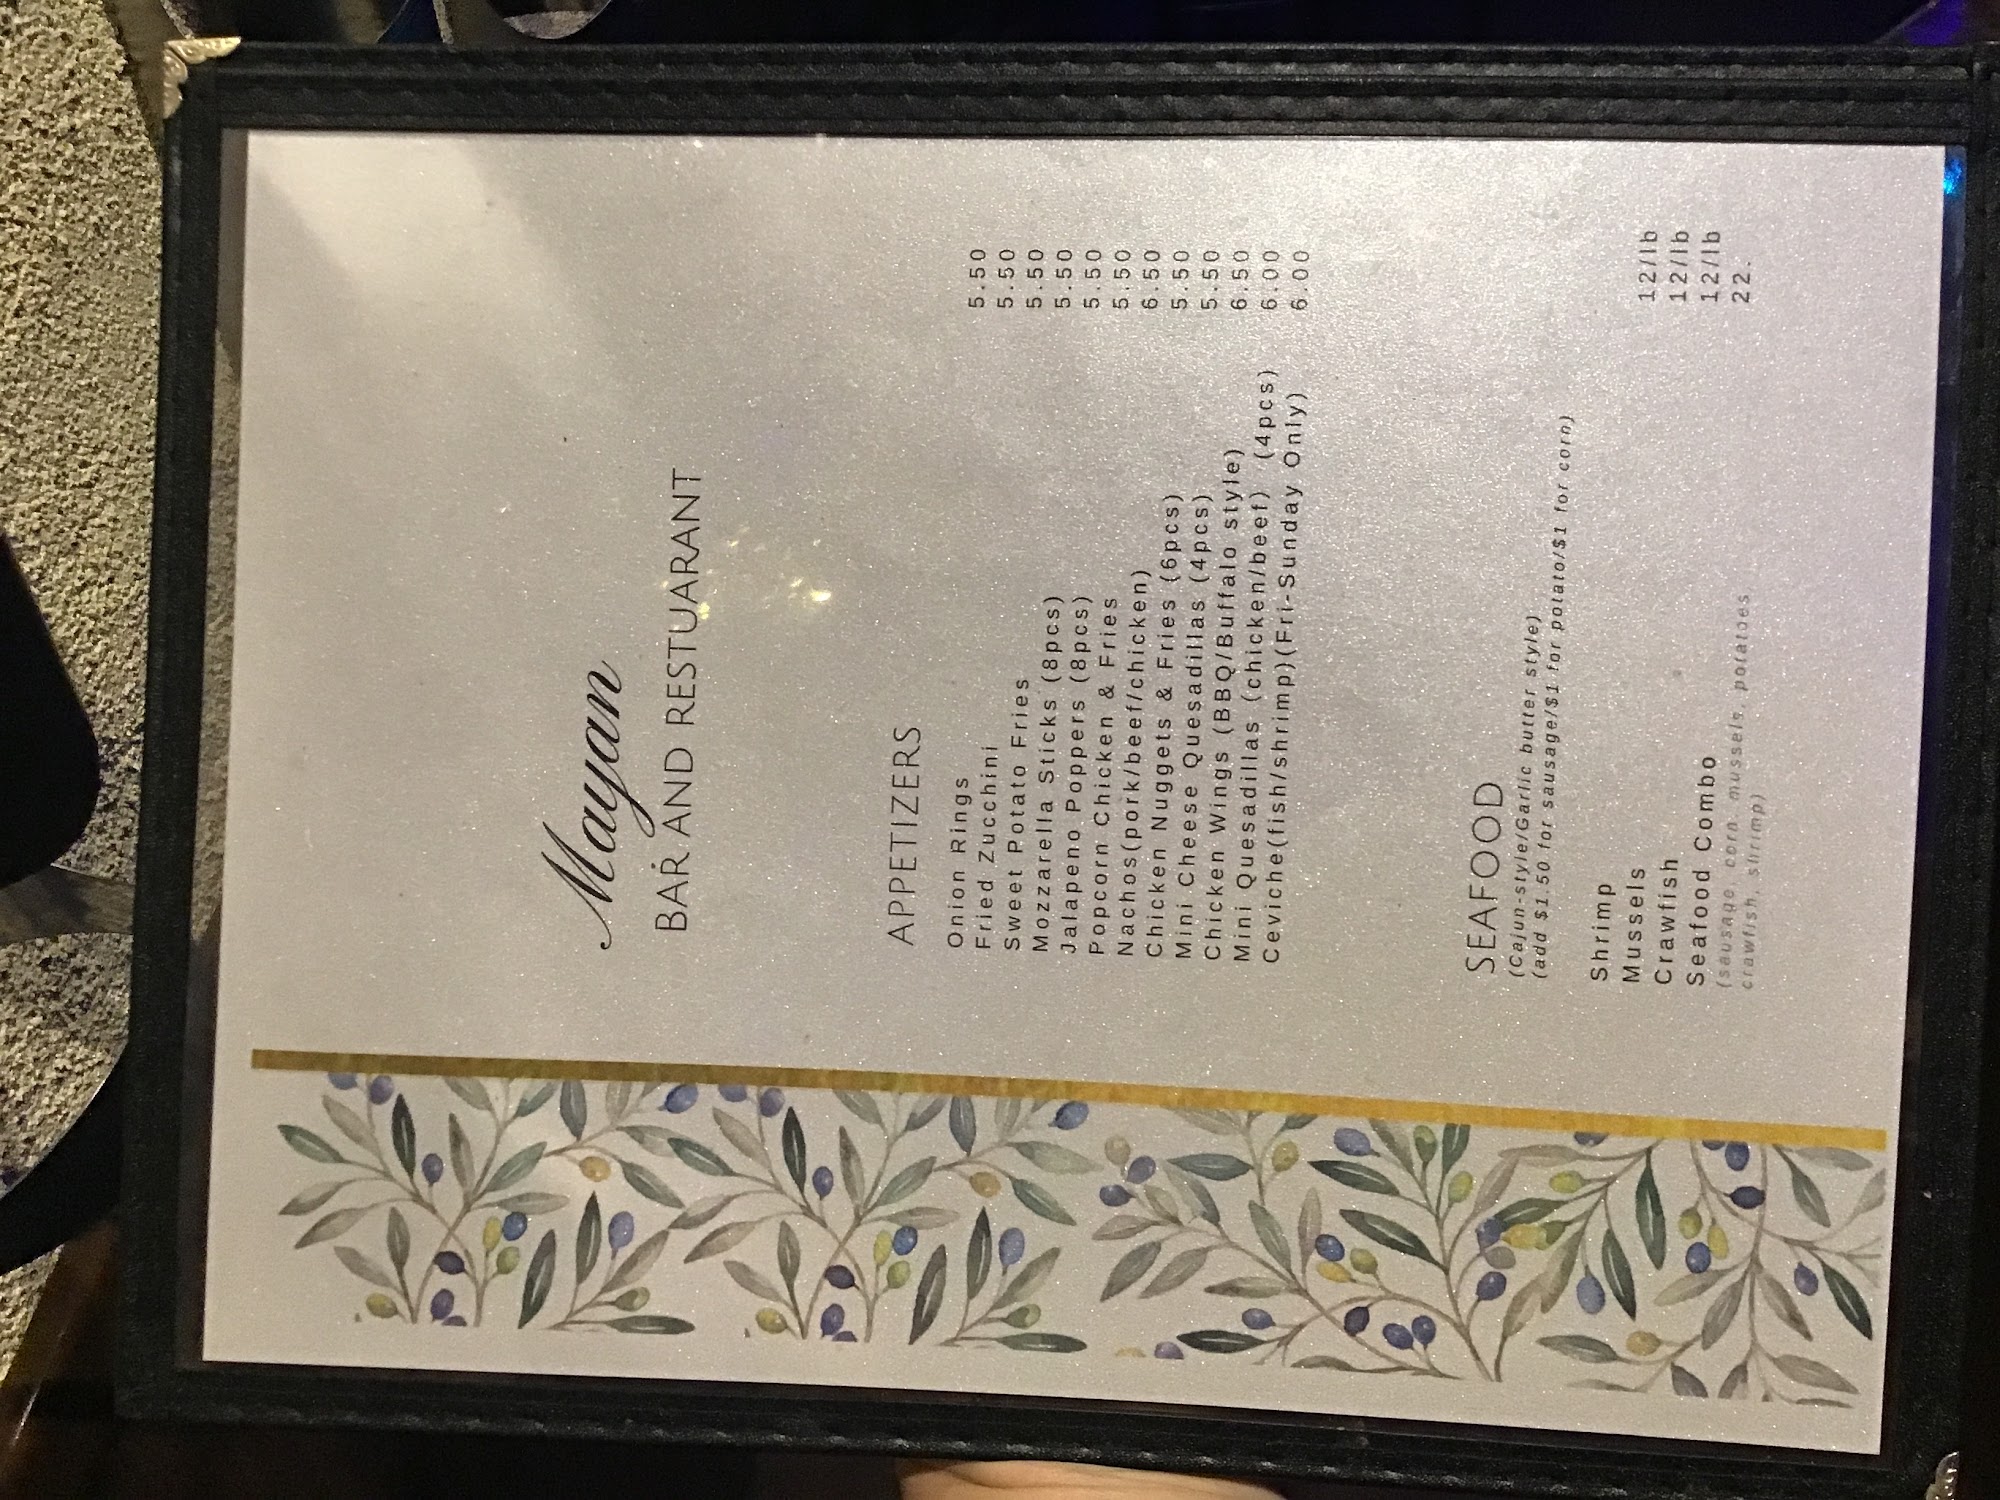 Mayan
BAR AND RESTUARANT
APPETIZERS
Onion Rings 5.50
Fried Zucchini 5.50
Sweet Potato Fries 5.50
Mozzarella Sticks (8pcs) 5.50
Jalapeno Poppers (8pcs) 5.50
Popcorn Chicken & Fries 5.50
Nachos(pork/beef/chicken) 6.50
Chicken Nuggets & Fries (6pcs) 5.50
Mini Cheese Quesadillas (4pcs) 5.50
Chicken Wings (BBQ/Buffalo style) 6.50
Mini Quesadillas (chicken/beef) (4pcs) 6.00
Ceviche(fish/shrimp)(Fri-Sunday Only) 6.00
SEAFOOD
(Cajun-style/Garlic butter style)
(add $1.50 for sausage/$1 for potato/$1 for corn)
Shrimp 12/lb
Mussels 12/lb
Crawfish 12/lb
Seafood Combo 22.
(sausage, corn, mussels, potatoes
crawfish, shrimp)